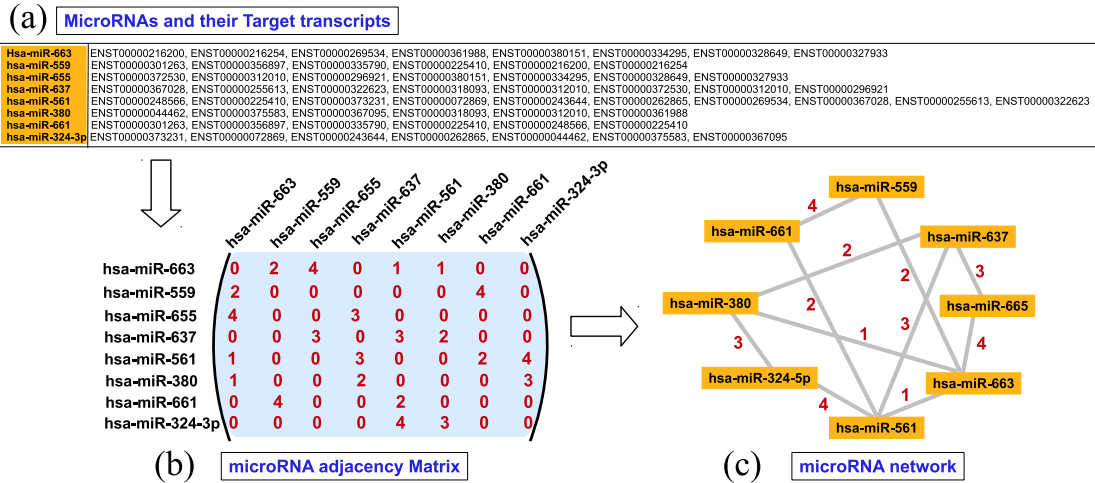 (a) MicroRNAs and their Target transcripts
Hsa-miR-663 ENST00000216200, ENST00000216254, ENST00000269534, ENST00000361988, ENST00000380151, ENST00000334295, ENST00000328649, ENST00000327933
hsa-miR-559 ENST00000301263, ENST00000356897, ENST00000335790, ENST00000225410, ENST00000216200, ENST00000216254
hsa-miR-655 ENST00000372530, ENST00000312010, ENST00000296921, ENST00000380151, ENST00000334295, ENST00000328649, ENST00000327933
hsa-miR-637 ENST00000367028, ENST00000255613, ENST00000322623, ENST00000318093, ENST00000312010, ENST00000372530, ENST00000312010, ENST00000296921
hsa-miR-561 ENST00000248566, ENST00000225410, ENST00000373231, ENST00000072869, ENST00000243644, ENST00000262865, ENST00000269534, ENST00000367028, ENST00000255613, ENST00000322623
hsa-miR-380 ENST00000044462, ENST00000375583, ENST00000367095, ENST00000318093, ENST00000312010, ENST00000361988
hsa-miR-661 ENST00000301263, ENST00000356897, ENST00000335790, ENST00000225410, ENST00000248566, ENST00000225410
hsa-miR-324-3p ENST00000373231, ENST00000072869, ENST00000243644, ENST00000262865, ENST00000044462, ENST00000375583, ENST00000367095
hsa-miR-663 hsa-miR-559 hsa-miR-655 hsa-miR-637 hsa-miR-561 hsa-miR-380 hsa-miR-661 hsa-miR-324-3p
hsa-miR-663 0 2 4 0 1 1 0 0
hsa-miR-559 2 0 0 0 0 0 4 0
hsa-miR-655 4 0 0 3 0 0 0 0
hsa-miR-637 0 0 3 0 3 2 0 0
hsa-miR-561 1 0 0 3 0 0 2 4
hsa-miR-380 1 0 0 2 0 0 0 3
hsa-miR-661 0 4 0 0 2 0 0 0
hsa-miR-324-3p 0 0 0 0 4 3 0 0
(b) microRNA adjacency Matrix
hsa-miR-559
4
hsa-miR-661
hsa-miR-637
2
2
3
hsa-miR-380
2
hsa-miR-665
3
1
3
4
hsa-miR-324-5p
hsa-miR-663
4
1
hsa-miR-561
(c) microRNA network